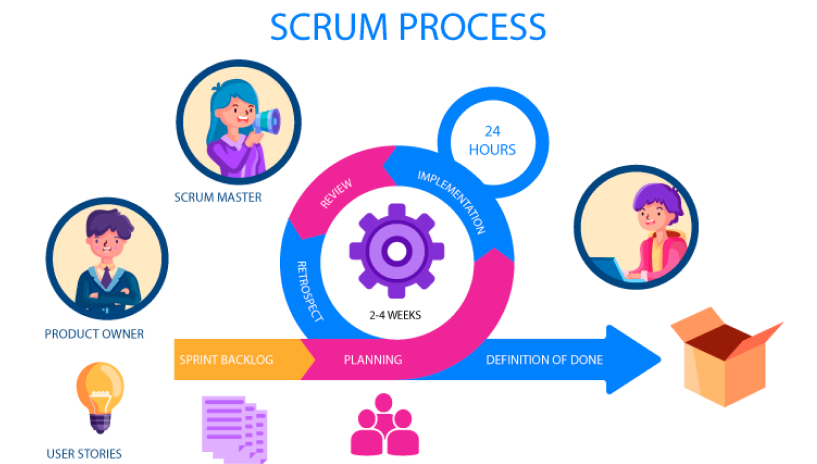 SCRUM PROCESS
24
HOURS
SCRUM MASTER
REVIEW
IMPLEMENTATION
RETROSPECT
2-4 WEEKS
PRODUCT OWNER
SPRINT BACKLOG
PLANNING
DEFINITION OF DONE
USER STORIES